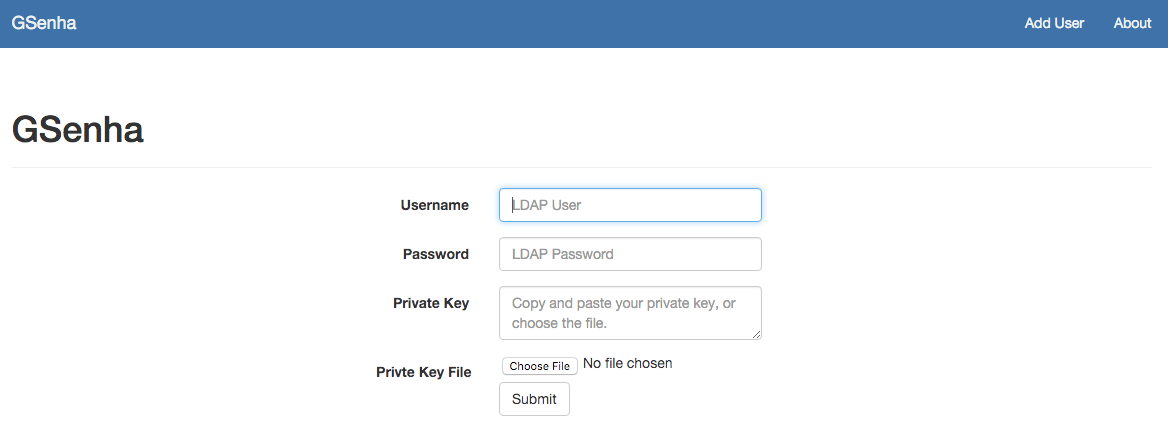 GSenha
Add User
About
GSenha
Username
LDAP User
Password
LDAP Password
Private Key
Copy and paste your private key, or
choose the file.
Privte Key File
Choose File No file chosen
Submit